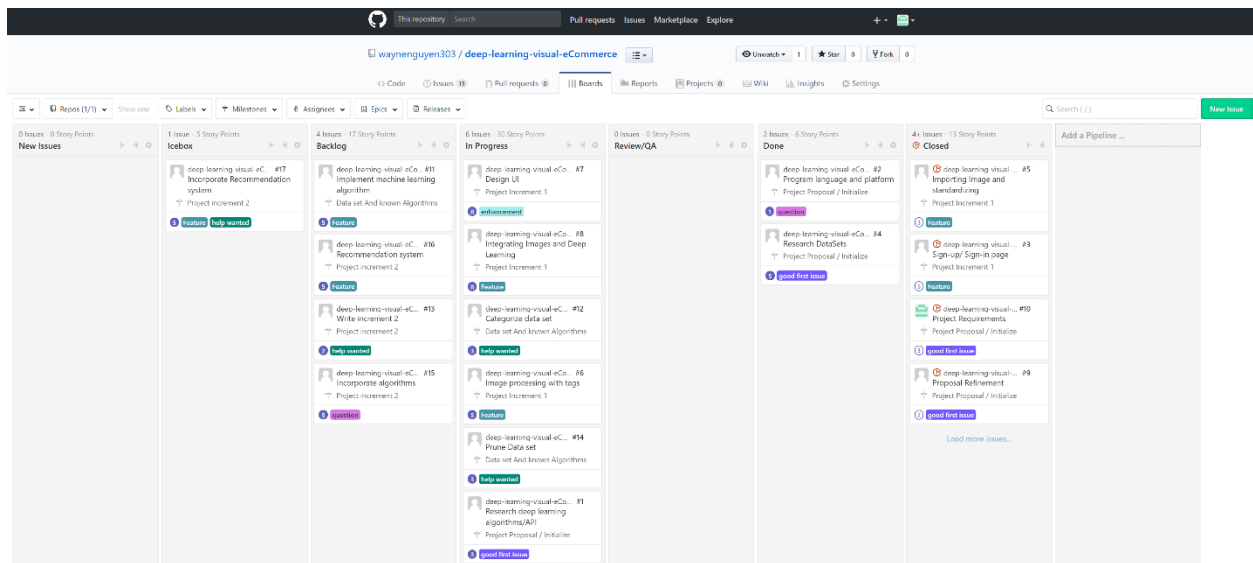 This repository Search Pull requests Issues Marketplace Explore
waynenguyen303 / deep-learning-visual-eCommerce Unwatch 1 Star 0 Fork 0
Code Issues 13 Pull requests 0 Boards Reports Projects 0 Wiki Insights Settings
Repos (1/1) Show one Labels Milestones Assignees Epics Releases Search ( / ) New Issue
0 Issues · 0 Story Points
New Issues
1 Issue · 5 Story Points
Icebox
deep-learning-visual-eC... #17
Incorporate Recommendation
system
Project increment 2
5 Feature help wanted
4 Issues · 17 Story Points
Backlog
deep-learning-visual-eCo... #11
Implement machine learning
algorithm
Data set And known Algorithms
5 Feature
deep-learning-visual-eC... #16
Recommendation system
Project increment 2
5 Feature
deep-learning-visual-eC... #13
Write increment 2
Project increment 2
2 help wanted
deep-learning-visual-eC... #15
Incorporate algorithms
Project increment 2
5 question
6 Issues · 30 Story Points
In Progress
deep-learning-visual-eCo... #7
Design UI
Project Increment 1
8 enhancement
deep-learning-visual-eCo... #8
Integrating Images and Deep
Learning
Project Increment 1
8 Feature
deep-learning-visual-eC... #12
Categorize data set
Data set And known Algorithms
3 help wanted
deep-learning-visual-eCo... #6
Image processing with tags
Project Increment 1
5 Feature
deep-learning-visual-eC... #14
Prune Data set
Data set And known Algorithms
3 help wanted
deep-learning-visual-eCo... #1
Research deep learning
algorithms/API
Project Proposal / Initialize
3 good first issue
0 Issues · 0 Story Points
Review/QA
2 Issues · 6 Story Points
Done
deep-learning-visual-eCo... #2
Program language and platform
Project Proposal / Initialize
1 question
deep-learning-visual-eCo... #4
Research DataSets
Project Proposal / Initialize
5 good first issue
4+ Issues · 13 Story Points
Closed
deep-learning-visual-... #5
Importing Image and
standardizing
Project Increment 1
3 Feature
deep-learning-visual-... #3
Sign-up/ Sign-in page
Project Increment 1
5 Feature
deep-learning-visual-... #10
Project Requirements
Project Proposal / Initialize
good first issue
deep-learning-visual-... #9
Proposal Refinement
Project Proposal / Initialize
good first issue
Load more issues...
Add a Pipeline ...